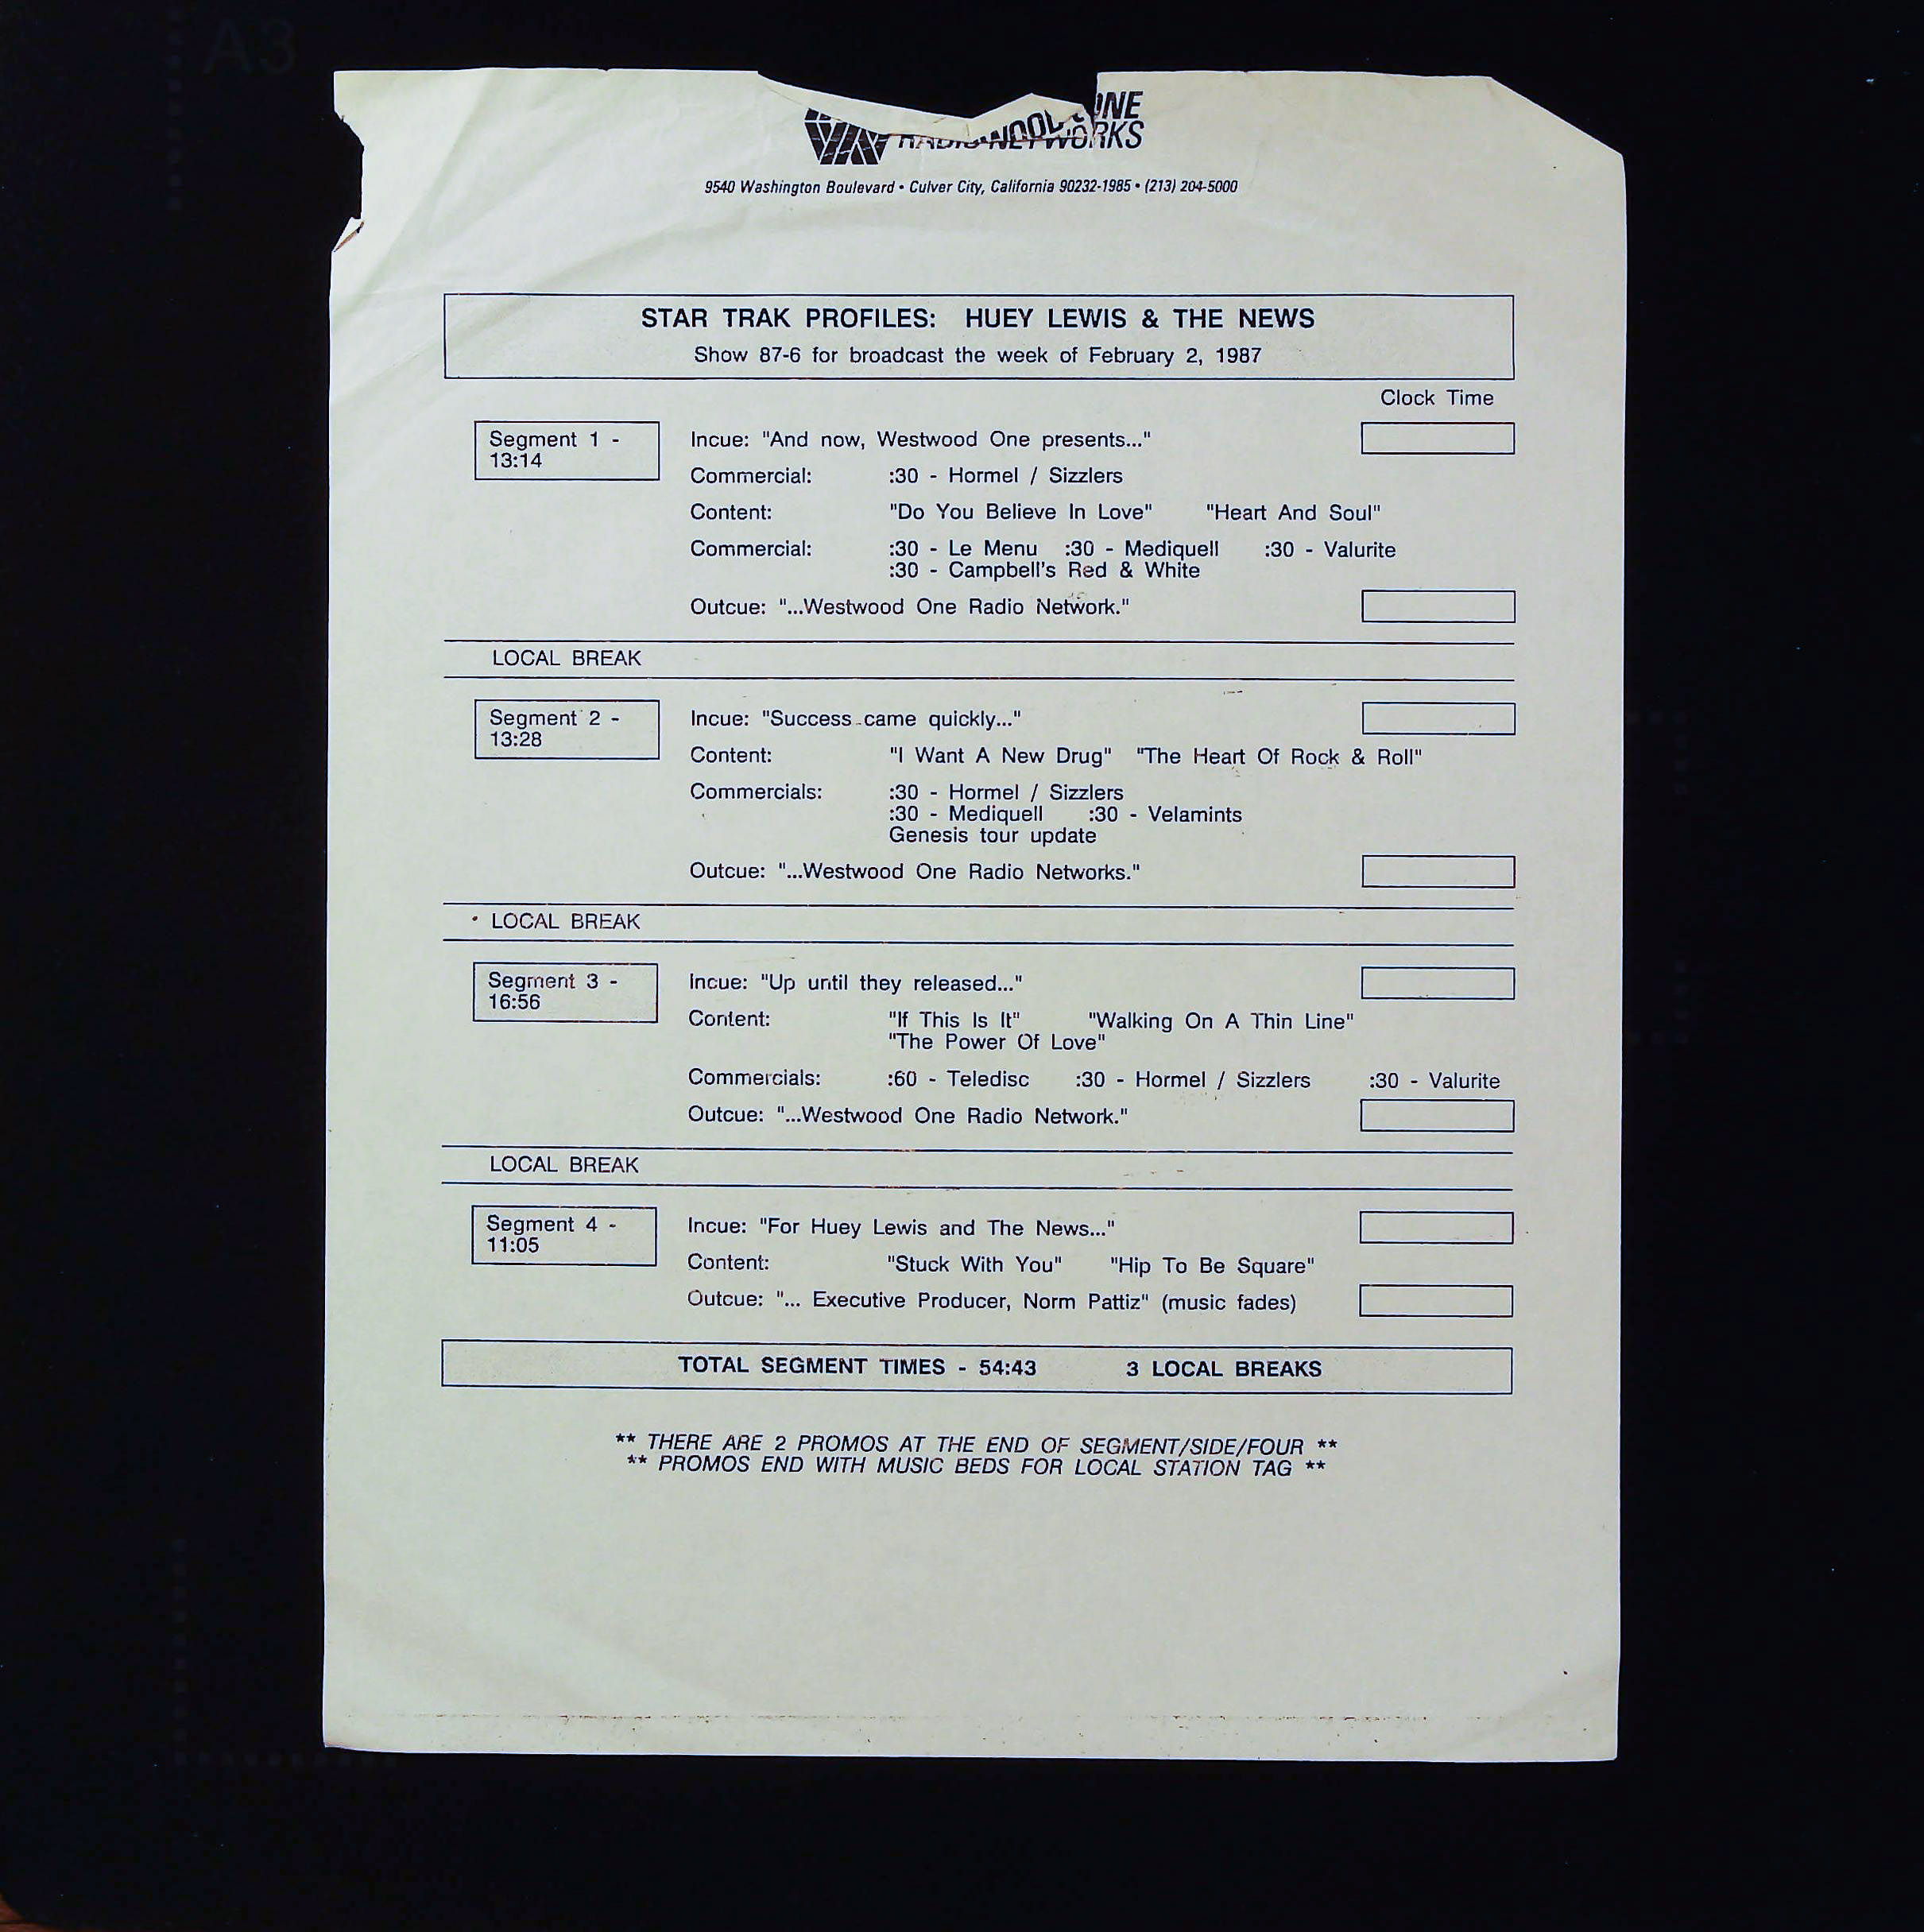 A3
ONE
NETWORKS
9540 Washington Boulevard • Culver City, California 90232-1985 • (213) 204-5000
STAR TRAK PROFILES: HUEY LEWIS & THE NEWS
Show 87-6 for broadcast the week of February 2, 1987
Clock Time
Segment 1 -
13:14
Incue: "And now, Westwood One presents..."
Commercial: :30 - Hormel / Sizzlers
Content: "Do You Believe In Love" "Heart And Soul"
Commercial: :30 - Le Menu :30 - Mediquell :30 - Valurite
:30 - Campbell's Red & White
Outcue: "...Westwood One Radio Network."
LOCAL BREAK
Segment 2 -
13:28
Incue: "Success came quickly..."
Content: "I Want A New Drug" "The Heart Of Rock & Roll"
Commercials: :30 - Hormel / Sizzlers
:30 - Mediquell :30 - Velamints
Genesis tour update
Outcue: "...Westwood One Radio Networks."
LOCAL BREAK
Segment 3 -
16:56
Incue: "Up until they released..."
Content: "If This Is It" "Walking On A Thin Line"
"The Power Of Love"
Commercials: :60 - Teledisc :30 - Hormel / Sizzlers :30 - Valurite
Outcue: "...Westwood One Radio Network."
LOCAL BREAK
Segment 4 -
11:05
Incue: "For Huey Lewis and The News..."
Content: "Stuck With You" "Hip To Be Square"
Outcue: "... Executive Producer, Norm Pattiz" (music fades)
TOTAL SEGMENT TIMES - 54:43 3 LOCAL BREAKS
** THERE ARE 2 PROMOS AT THE END OF SEGMENT/SIDE/FOUR **
** PROMOS END WITH MUSIC BEDS FOR LOCAL STATION TAG **